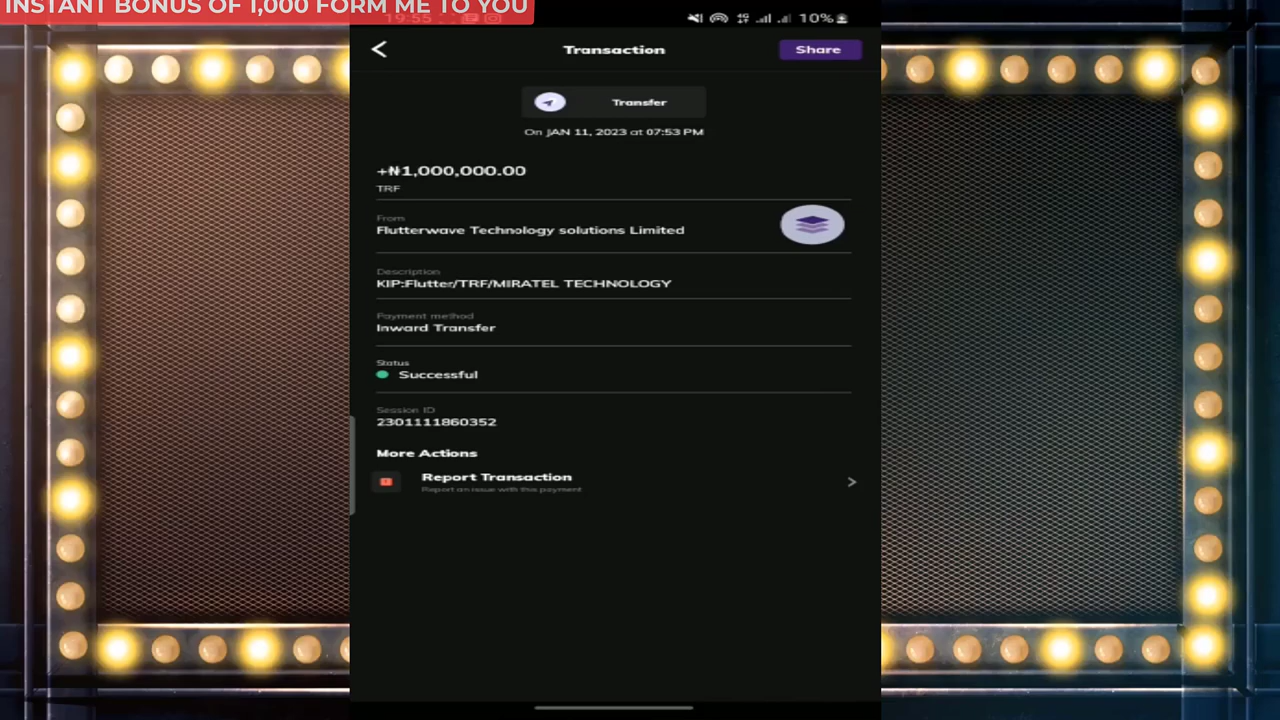 INSTANT BONUS OF 1,000 FORM ME TO YOU
19:55
10%
Transaction
Share
Transfer
On JAN 11, 2023 at 07:53 PM
+₦1,000,000.00
TRF
From
Flutterwave Technology solutions Limited
Description
KIP:Flutter/TRF/MIRATEL TECHNOLOGY
Payment method
Inward Transfer
Status
Successful
Session ID
2301111860352
More Actions
Report Transaction
Report an issue with this payment